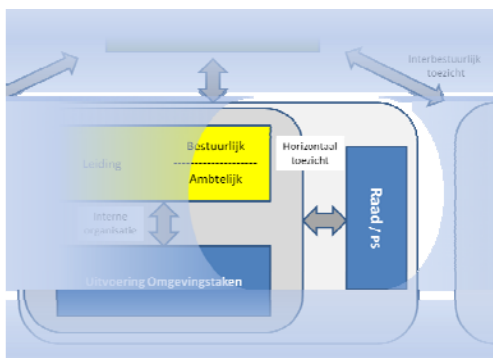 Interbestuurlijk
toezicht
Bestuurlijk
Leiding
Ambtelijk
Horizontaal
toezicht
Interne
organisatie
Raad / PS
Uitvoering Omgevingstaken